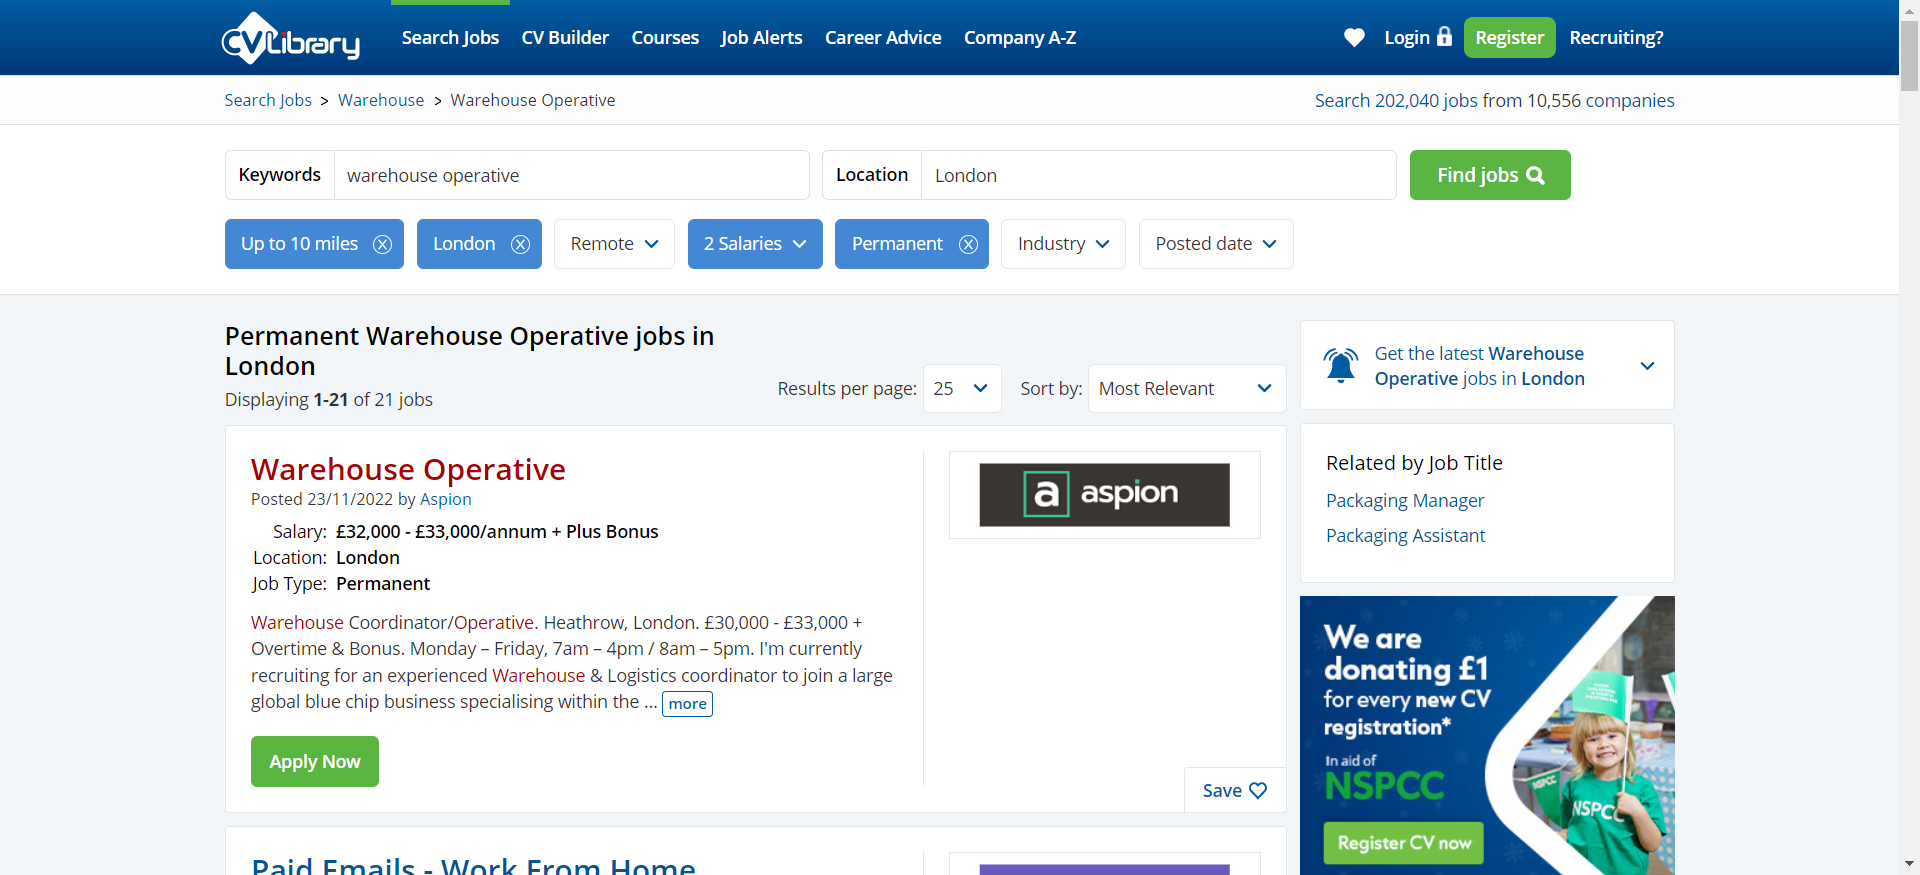 CVLibrary
Search Jobs CV Builder Courses Job Alerts Career Advice Company A-Z Login Register Recruiting?
Search Jobs > Warehouse > Warehouse Operative
Search 202,040 jobs from 10,556 companies
Keywords warehouse operative Location London Find jobs
Up to 10 miles London Remote 2 Salaries Permanent Industry Posted date
Permanent Warehouse Operative jobs in
London
Displaying 1-21 of 21 jobs
Results per page: 25 Sort by: Most Relevant
Warehouse Operative
Posted 23/11/2022 by Aspion
Salary: £32,000 - £33,000/annum + Plus Bonus
Location: London
Job Type: Permanent
Warehouse Coordinator/Operative. Heathrow, London. £30,000 - £33,000 +
Overtime & Bonus. Monday – Friday, 7am – 4pm / 8am – 5pm. I'm currently
recruiting for an experienced Warehouse & Logistics coordinator to join a large
global blue chip business specialising within the ... more
Apply Now
a aspion
Save
Paid Emails - Work From Home
Get the latest Warehouse
Operative jobs in London
Related by Job Title
Packaging Manager
Packaging Assistant
We are
donating £1
for every new CV
registration*
In aid of
NSPCC
Register CV now
NSPCC
NSPCC